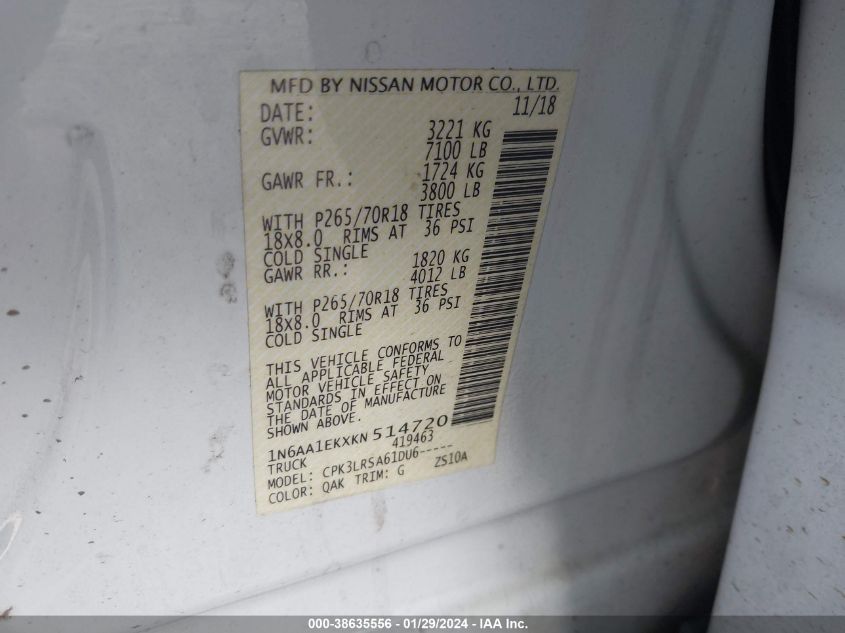 MFD BY NISSAN MOTOR CO., LTD.
DATE: 11/18
GVWR: 3221 KG
7100 LB
GAWR FR.: 1724 KG
3800 LB
WITH P265/70R18 TIRES
18X8.0 RIMS AT 36 PSI
COLD SINGLE
GAWR RR.: 1820 KG
4012 LB
WITH P265/70R18 TIRES
18X8.0 RIMS AT 36 PSI
COLD SINGLE
THIS VEHICLE CONFORMS TO
ALL APPLICABLE FEDERAL
MOTOR VEHICLE SAFETY
STANDARDS IN EFFECT ON
THE DATE OF MANUFACTURE
SHOWN ABOVE.
1N6AA1EKXKN514720
TRUCK 419463
MODEL: CPK3LRSA61DU6-----
COLOR: QAK TRIM: G ZS10A
000-38635556 - 01/29/2024 - IAA Inc.